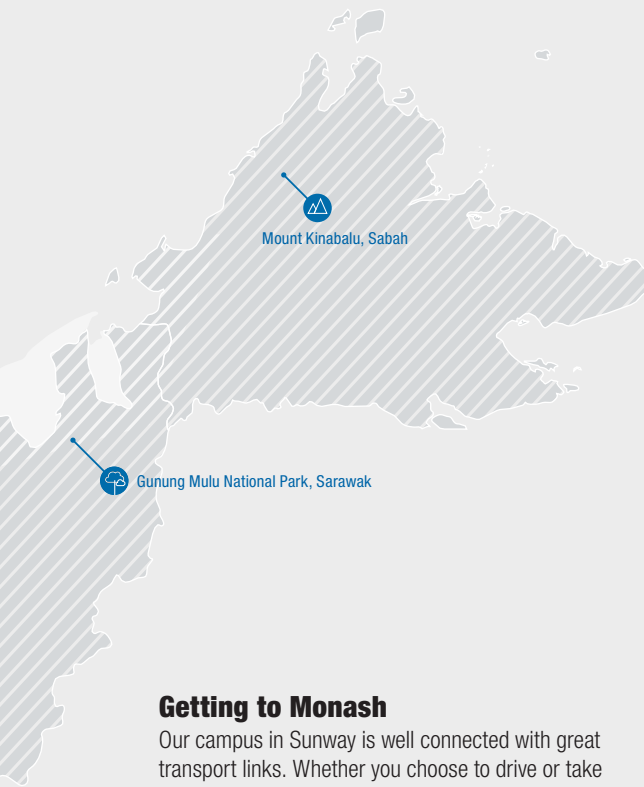 Mount Kinabalu, Sabah
Gunung Mulu National Park, Sarawak
Getting to Monash
Our campus in Sunway is well connected with great
transport links. Whether you choose to drive or take